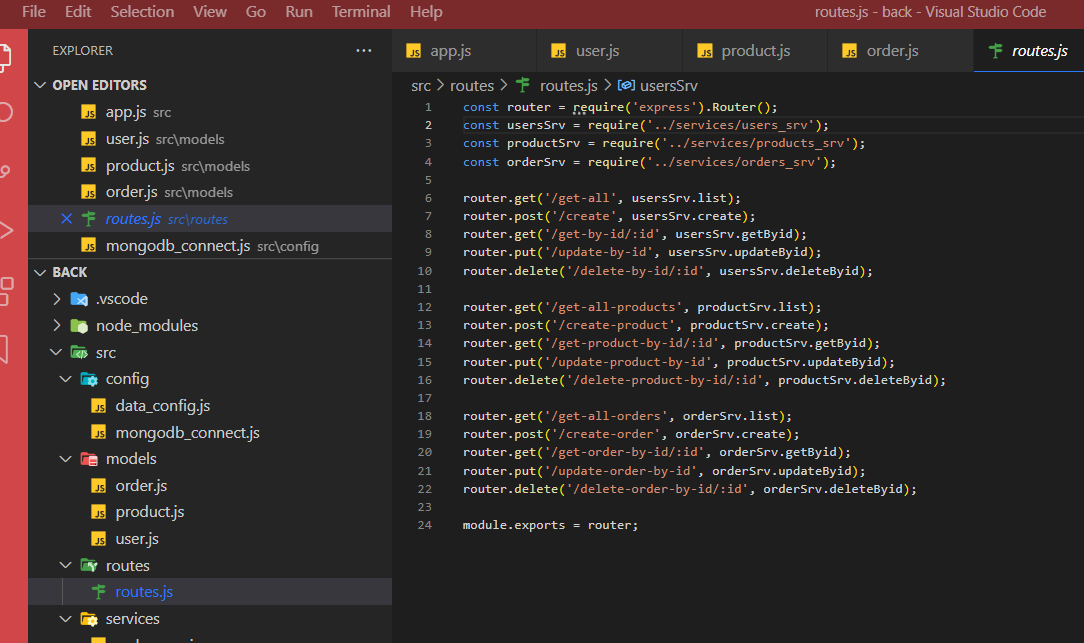 File Edit Selection View Go Run Terminal Help routes.js - back - Visual Studio Code
EXPLORER ···
OPEN EDITORS
app.js src
user.js src\models
product.js src\models
order.js src\models
routes.js src\routes
mongodb_connect.js src\config
BACK
.vscode
node_modules
src
config
data_config.js
mongodb_connect.js
models
order.js
product.js
user.js
routes
routes.js
services
app.js user.js product.js order.js routes.js
src > routes > routes.js > usersSrv
1 const router = require('express').Router();
2 const usersSrv = require('../services/users_srv');
3 const productSrv = require('../services/products_srv');
4 const orderSrv = require('../services/orders_srv');
5
6 router.get('/get-all', usersSrv.list);
7 router.post('/create', usersSrv.create);
8 router.get('/get-by-id/:id', usersSrv.getByid);
9 router.put('/update-by-id', usersSrv.updateByid);
10 router.delete('/delete-by-id/:id', usersSrv.deleteByid);
11
12 router.get('/get-all-products', productSrv.list);
13 router.post('/create-product', productSrv.create);
14 router.get('/get-product-by-id/:id', productSrv.getByid);
15 router.put('/update-product-by-id', productSrv.updateByid);
16 router.delete('/delete-product-by-id/:id', productSrv.deleteByid);
17
18 router.get('/get-all-orders', orderSrv.list);
19 router.post('/create-order', orderSrv.create);
20 router.get('/get-order-by-id/:id', orderSrv.getByid);
21 router.put('/update-order-by-id', orderSrv.updateByid);
22 router.delete('/delete-order-by-id/:id', orderSrv.deleteByid);
23
24 module.exports = router;